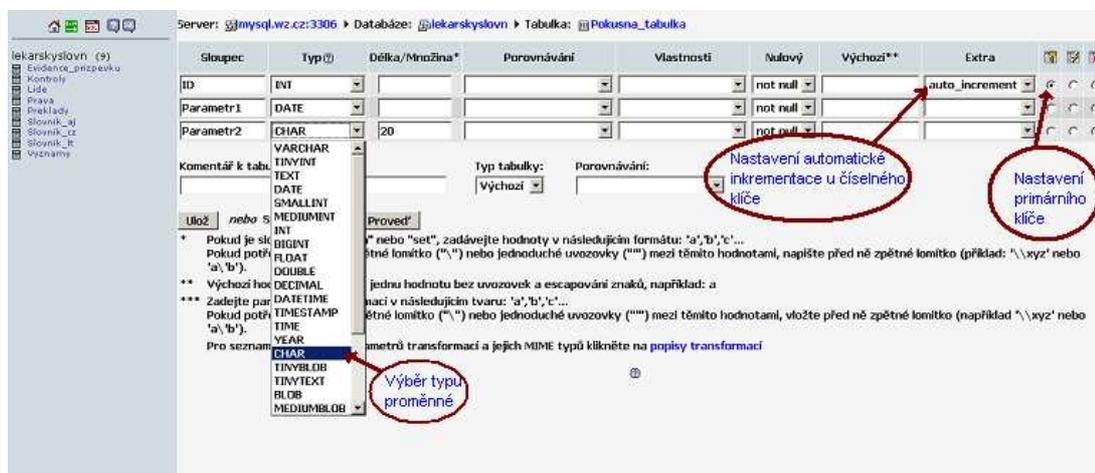 Server: mysql.wz.cz:3306 Databáze: lekarskyslovn Tabulka: Pokusna_tabulka
lekarskyslovn (9)
Evidence_prizpevku
Kontroly
Lide
Prava
Preklady
Slovnik_aj
Slovnik_cz
Slovnik_lt
Vyznamy
Sloupec Typ Délka/Množina* Porovnávání Vlastnosti Nulový Výchozí** Extra
ID INT not null auto_increment
Parametr1 DATE not null
Parametr2 CHAR 20 not null
VARCHAR
TINYINT
TEXT
DATE
SMALLINT
MEDIUMINT
INT
BIGINT
FLOAT
DOUBLE
DECIMAL
DATETIME
TIMESTAMP
TIME
YEAR
CHAR
TINYBLOB
TINYTEXT
BLOB
MEDIUMBLOB
Komentář k tabu Typ tabulky: Porovnávání:
Výchozí
Nastavení automatické
inkrementace u číselného
klíče
Nastavení
primárního
klíče
Ulož nebo S Proveď
* Pokud je slo " nebo "set", zadávejte hodnoty v následujícím formátu: 'a','b','c'...
Pokud potř ětné lomítko ("\") nebo jednoduché uvozovky ("'") mezi těmito hodnotami, napište před ně zpětné lomítko (příklad: '\\xyz' nebo
'a\'b').
** Výchozí ho jednu hodnotu bez uvozovek a escapování znaků, například: a
*** Zadejte par mací v následujícím tvaru: 'a','b','c'...
Pokud potř ětné lomítko ("\") nebo jednoduché uvozovky ("'") mezi těmito hodnotami, vložte před ně zpětné lomítko (například '\\xyz' nebo
'a\'b').
Pro seznam ametrů transformací a jejich MIME typů klikněte na popisy transformací
Výběr typu
proměnné